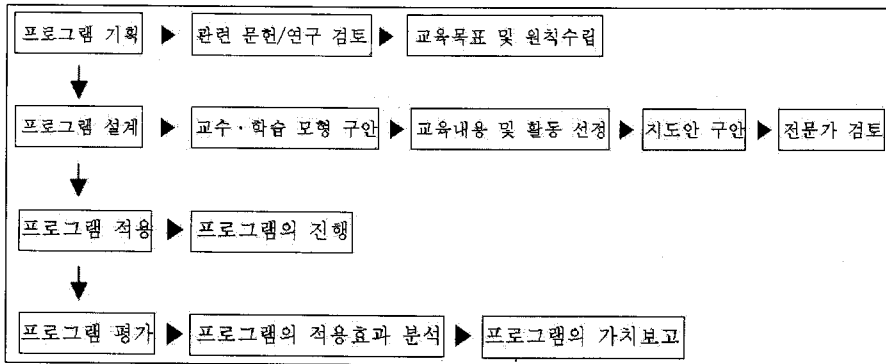 프로그램 기획 ▶ 관련 문헌/연구 검토 ▶ 교육목표 및 원칙수립
프로그램 설계 ▶ 교수·학습 모형 구안 ▶ 교육내용 및 활동 선정 ▶ 지도안 구안 ▶ 전문가 검토
프로그램 적용 ▶ 프로그램의 진행
프로그램 평가 ▶ 프로그램의 적용효과 분석 ▶ 프로그램의 가치보고